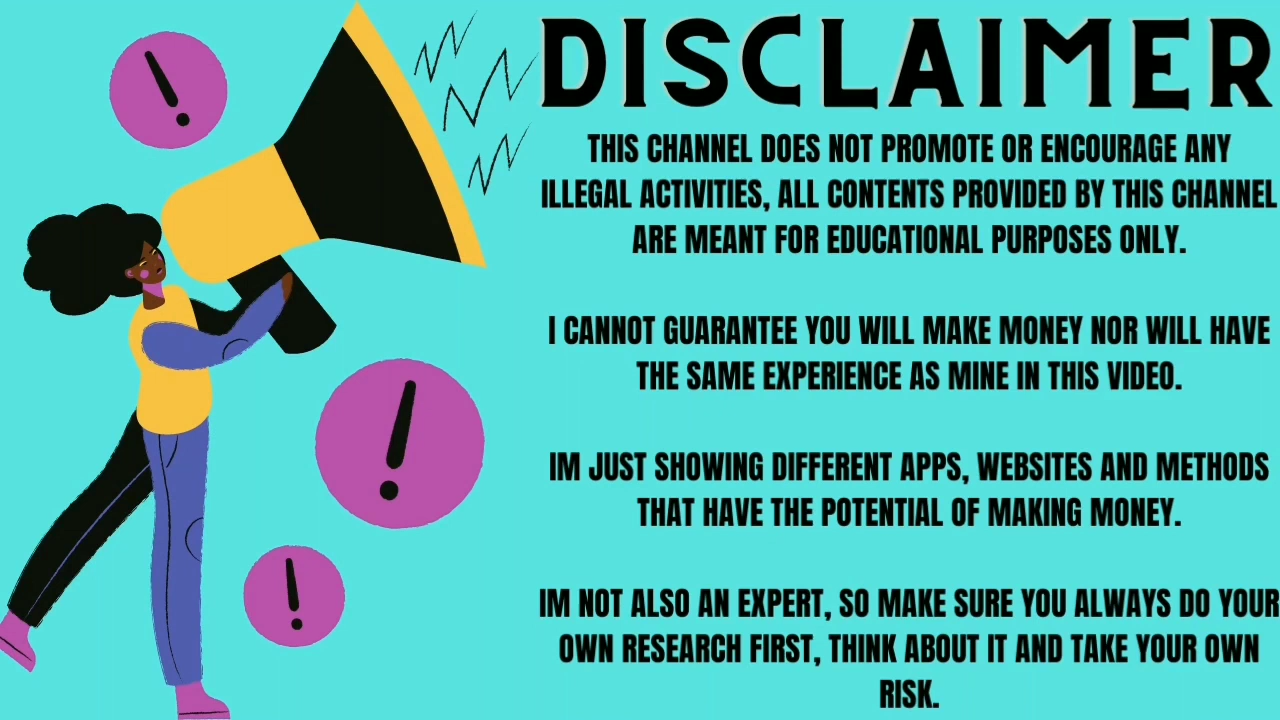 DISCLAIMER
THIS CHANNEL DOES NOT PROMOTE OR ENCOURAGE ANY
ILLEGAL ACTIVITIES, ALL CONTENTS PROVIDED BY THIS CHANNEL
ARE MEANT FOR EDUCATIONAL PURPOSES ONLY.
I CANNOT GUARANTEE YOU WILL MAKE MONEY NOR WILL HAVE
THE SAME EXPERIENCE AS MINE IN THIS VIDEO.
IM JUST SHOWING DIFFERENT APPS, WEBSITES AND METHODS
THAT HAVE THE POTENTIAL OF MAKING MONEY.
IM NOT ALSO AN EXPERT, SO MAKE SURE YOU ALWAYS DO YOUR
OWN RESEARCH FIRST, THINK ABOUT IT AND TAKE YOUR OWN
RISK.